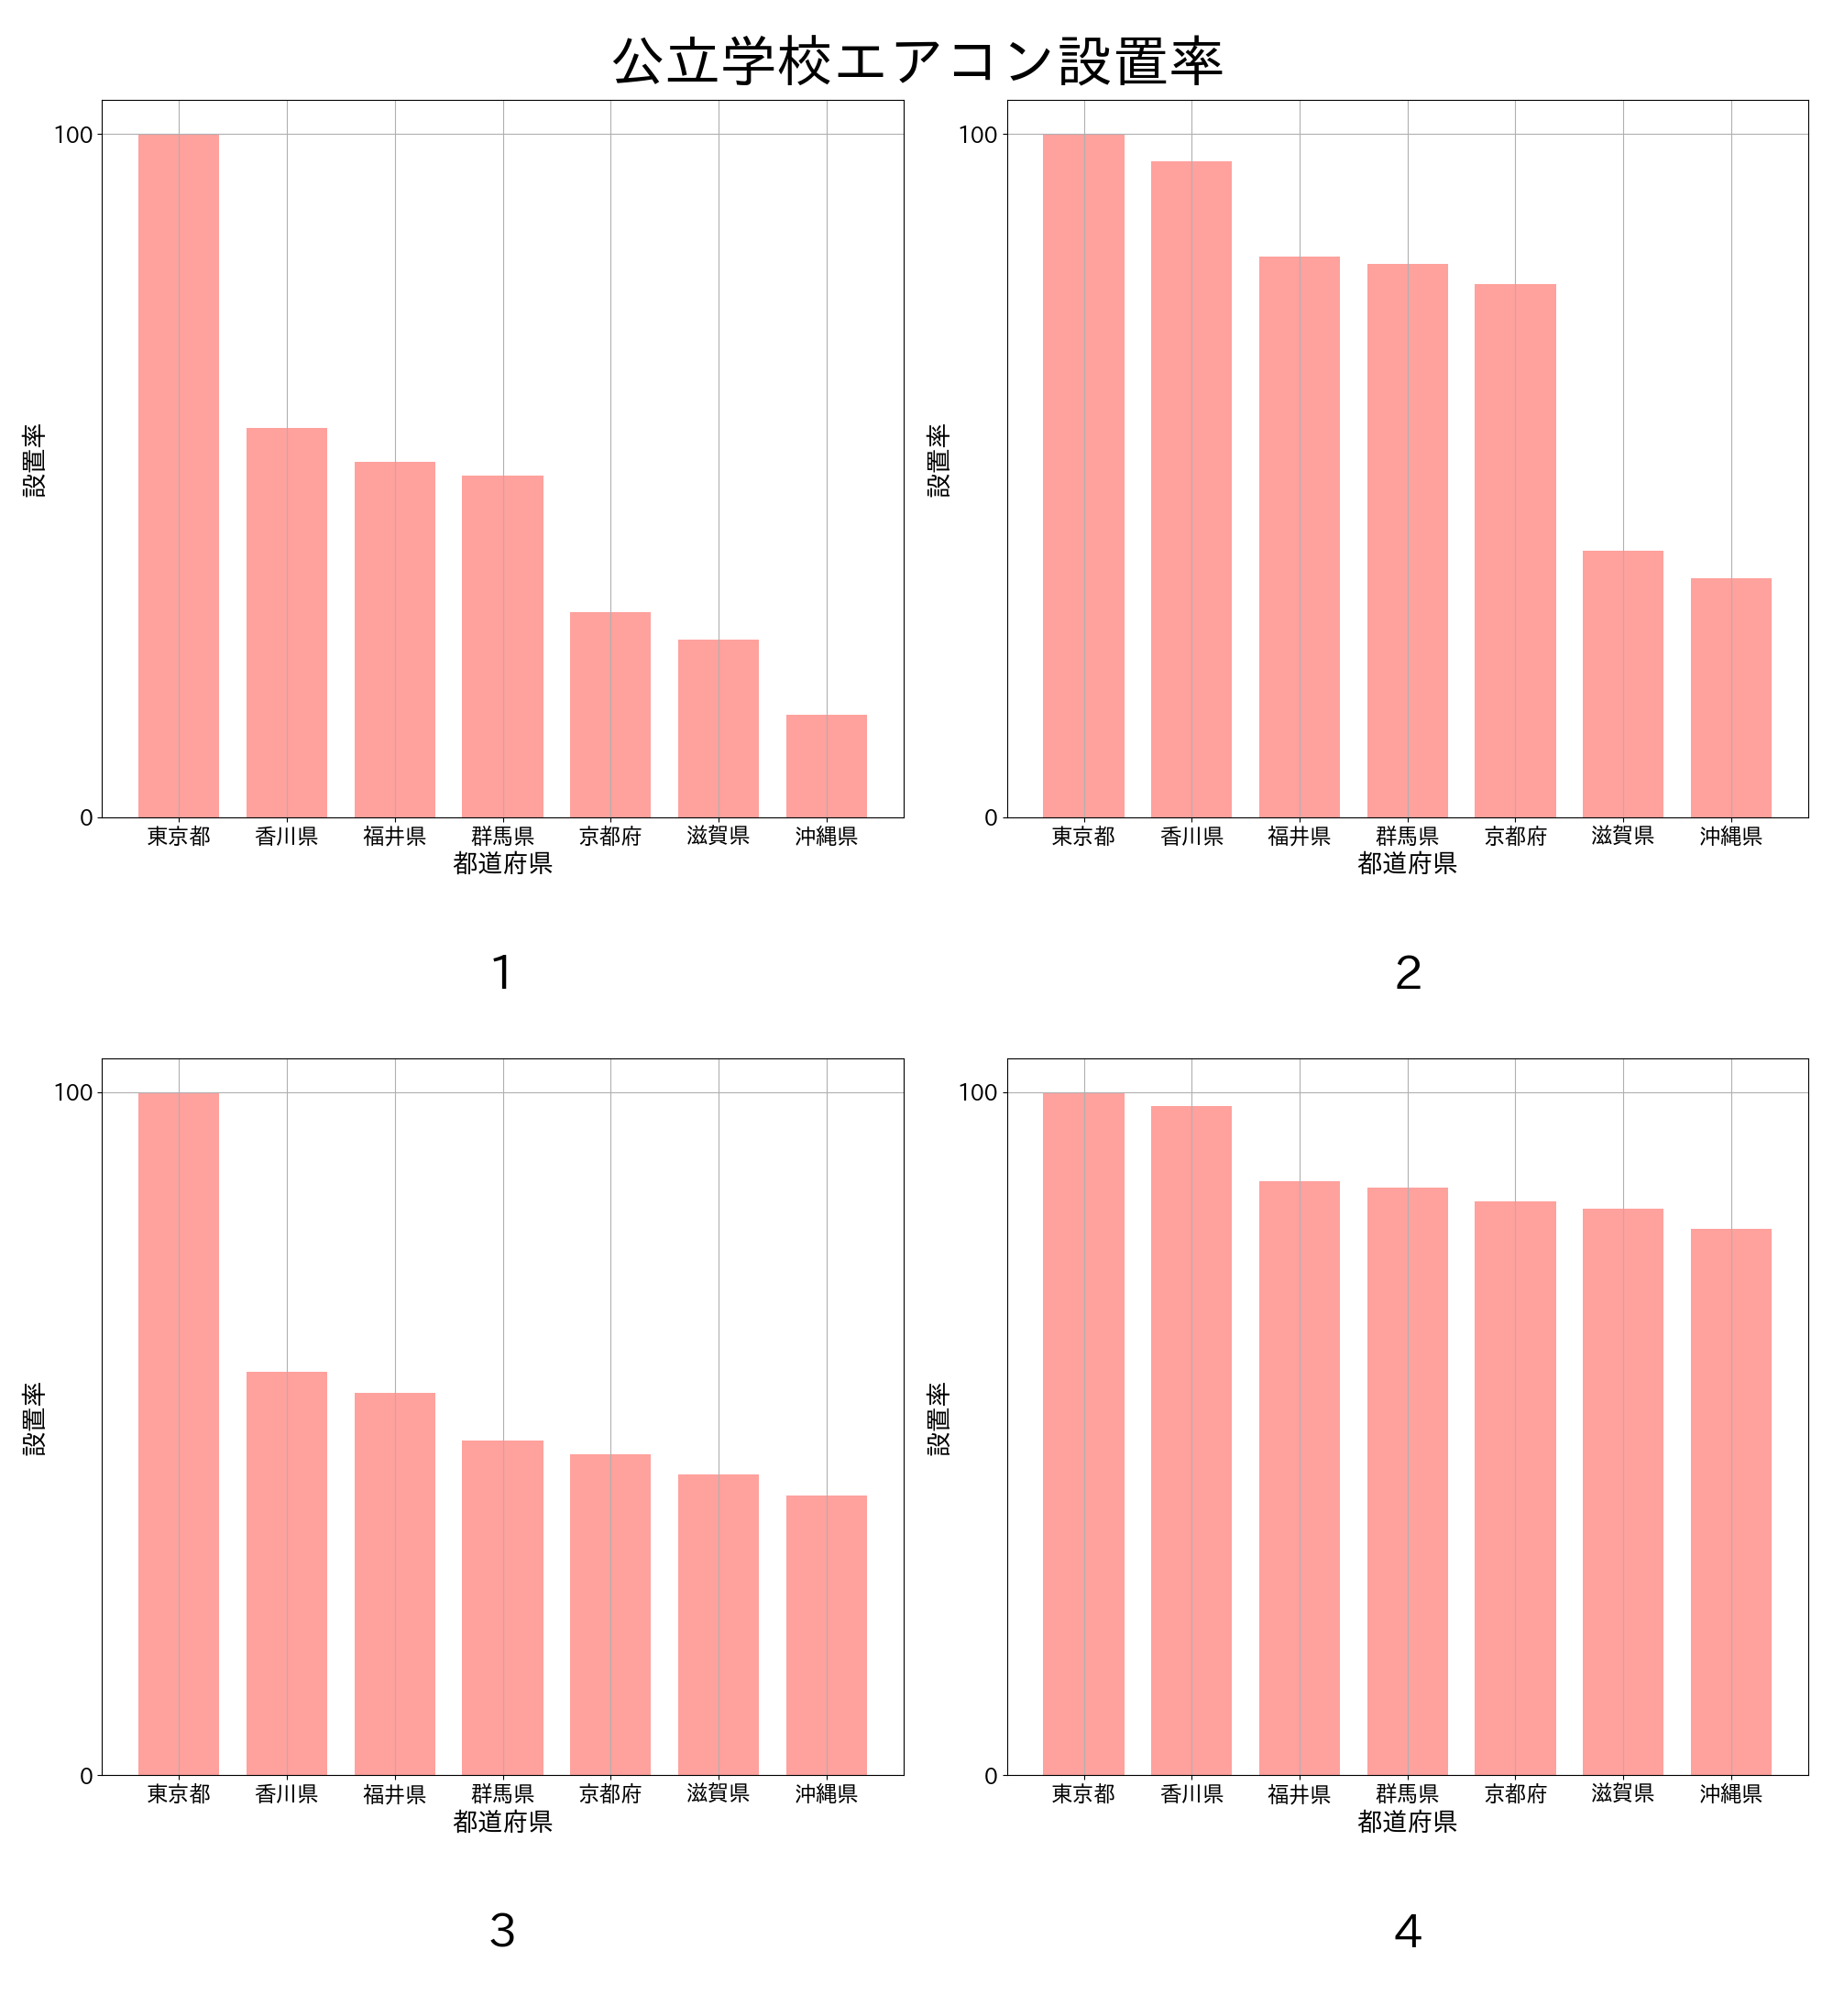 公立学校エアコン設置率
100
設置率
0
東京都 香川県 福井県 群馬県 京都府 滋賀県 沖縄県
都道府県
1
100
設置率
0
東京都 香川県 福井県 群馬県 京都府 滋賀県 沖縄県
都道府県
2
100
設置率
0
東京都 香川県 福井県 群馬県 京都府 滋賀県 沖縄県
都道府県
3
100
設置率
0
東京都 香川県 福井県 群馬県 京都府 滋賀県 沖縄県
都道府県
4